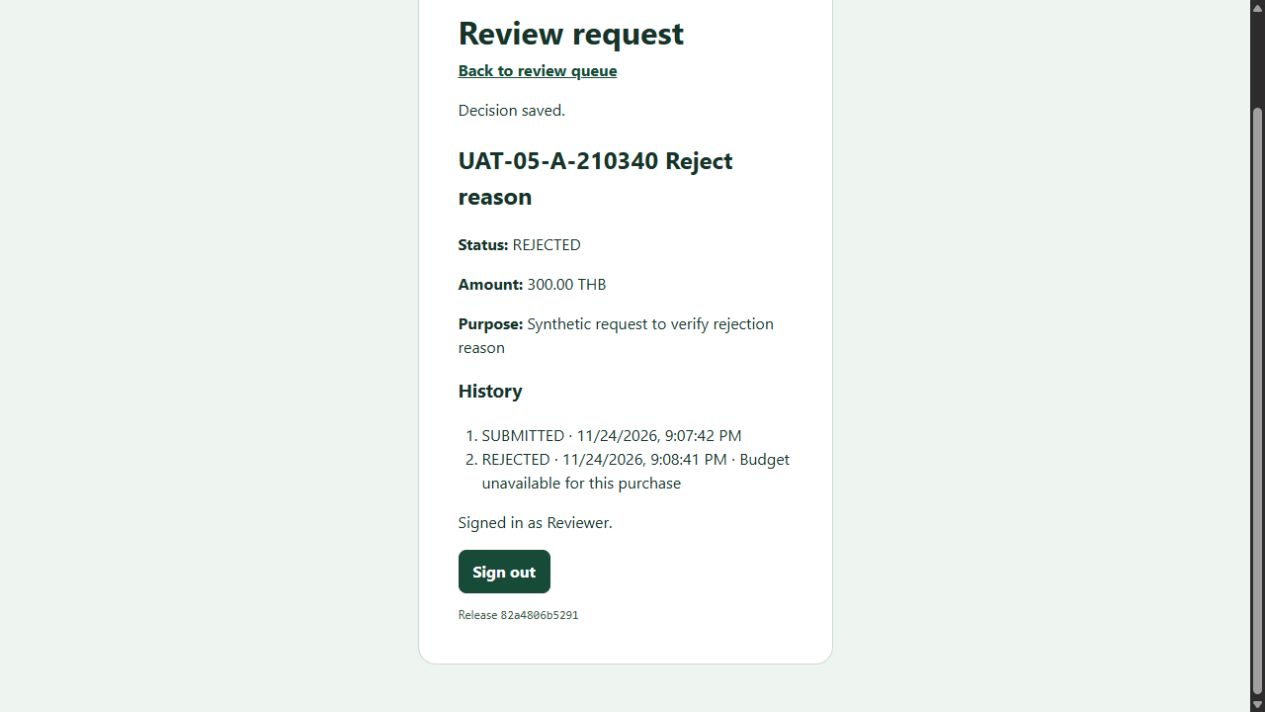 Review request
Back to review queue
Decision saved.
UAT-05-A-210340 Reject
reason
Status: REJECTED
Amount: 300.00 THB
Purpose: Synthetic request to verify rejection
reason
History
1. SUBMITTED · 11/24/2026, 9:07:42 PM
2. REJECTED · 11/24/2026, 9:08:41 PM · Budget
unavailable for this purchase
Signed in as Reviewer.
Sign out
Release 82a4806b5291